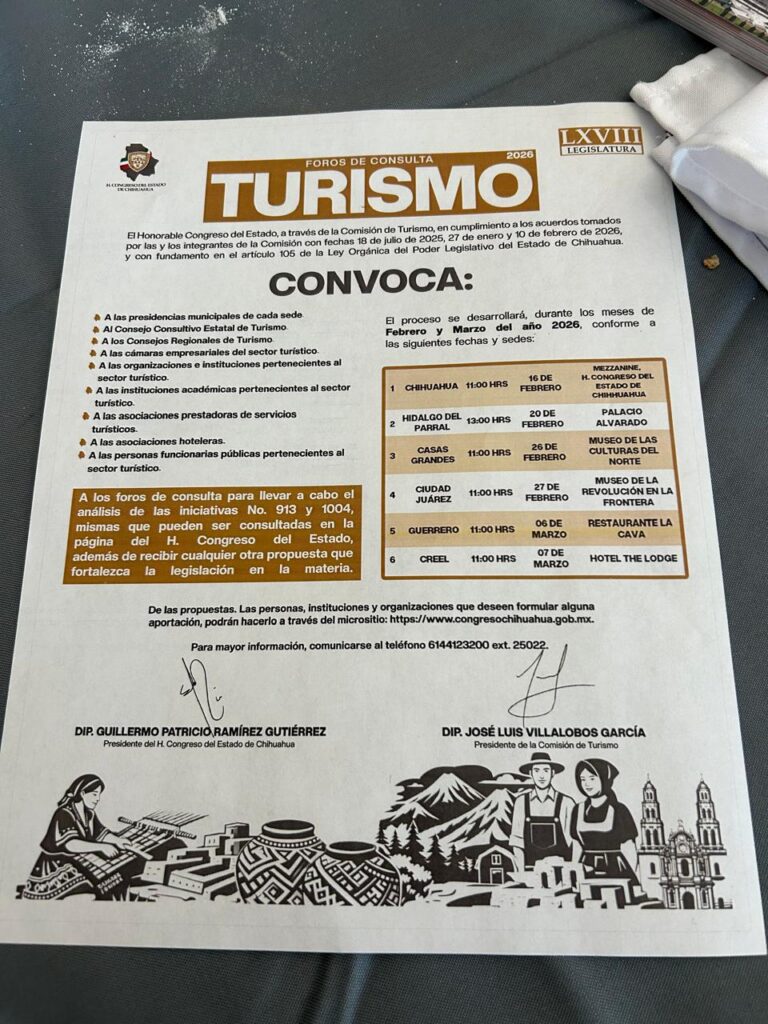 H. CONGRESO DEL ESTADO
DE CHIHUAHUA
FOROS DE CONSULTA
2026
TURISMO
LXVIII
LEGISLATURA
El Honorable Congreso del Estado, a través de la Comisión de Turismo, en cumplimiento a los acuerdos tomados
por las y los integrantes de la Comisión con fechas 18 de julio de 2025, 27 de enero y 10 de febrero de 2026,
y con fundamento en el artículo 105 de la Ley Orgánica del Poder Legislativo del Estado de Chihuahua.
CONVOCA:
A las presidencias municipales de cada sede.
Al Consejo Consultivo Estatal de Turismo.
A los Consejos Regionales de Turismo.
A las cámaras empresariales del sector turístico.
A las organizaciones e instituciones pertenecientes al
sector turístico.
A las instituciones académicas pertenecientes al sector
turístico.
A las asociaciones prestadoras de servicios
turísticos.
A las asociaciones hoteleras.
A las personas funcionarias públicas pertenecientes al
sector turístico.
A los foros de consulta para llevar a cabo el
análisis de las iniciativas No. 913 y 1004,
mismas que pueden ser consultadas en la
página del H. Congreso del Estado,
además de recibir cualquier otra propuesta que
fortalezca la legislación en la materia.
El proceso se desarrollará, durante los meses de
Febrero y Marzo del año 2026, conforme a
las siguientes fechas y sedes:
1 CHIHUAHUA 11:00 HRS 16 DE FEBRERO MEZZANINE, H. CONGRESO DEL ESTADO DE CHIHHUAHUA
2 HIDALGO DEL PARRAL 13:00 HRS 20 DE FEBRERO PALACIO ALVARADO
3 CASAS GRANDES 11:00 HRS 26 DE FEBRERO MUSEO DE LAS CULTURAS DEL NORTE
4 CIUDAD JUÁREZ 11:00 HRS 27 DE FEBRERO MUSEO DE LA REVOLUCIÓN EN LA FRONTERA
5 GUERRERO 11:00 HRS 06 DE MARZO RESTAURANTE LA CAVA
6 CREEL 11:00 HRS 07 DE MARZO HOTEL THE LODGE
De las propuestas. Las personas, instituciones y organizaciones que deseen formular alguna
aportación, podrán hacerlo a través del micrositio: https://www.congresochihuahua.gob.mx.
Para mayor información, comunicarse al teléfono 6144123200 ext. 25022.
DIP. GUILLERMO PATRICIO RAMÍREZ GUTIÉRREZ
Presidente del H. Congreso del Estado de Chihuahua
DIP. JOSÉ LUIS VILLALOBOS GARCÍA
Presidente de la Comisión de Turismo